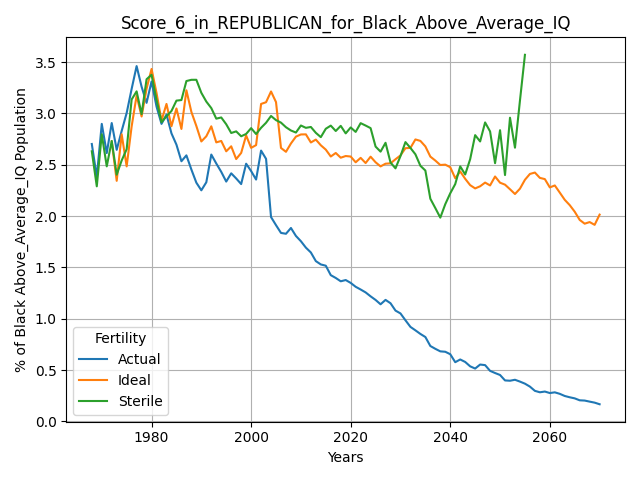 Score_6_in_REPUBLICAN_for_Black_Above_Average_IQ
% of Black Above_Average_IQ Population
3.5
3.0
2.5
2.0
1.5
1.0
0.5
0.0
Fertility
Actual
Ideal
Sterile
1980
2000
2020
2040
2060
Years